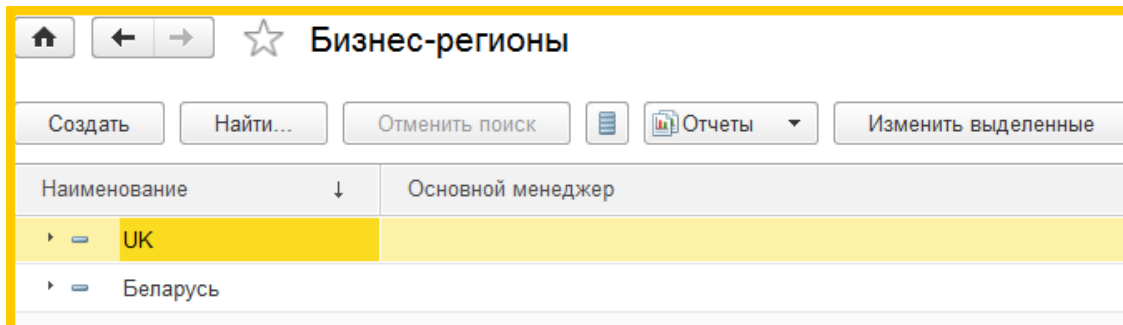 Бизнес-регионы
Создать Найти... Отменить поиск Отчеты Изменить выделенные
Наименование ↓ Основной менеджер
UK
Беларусь